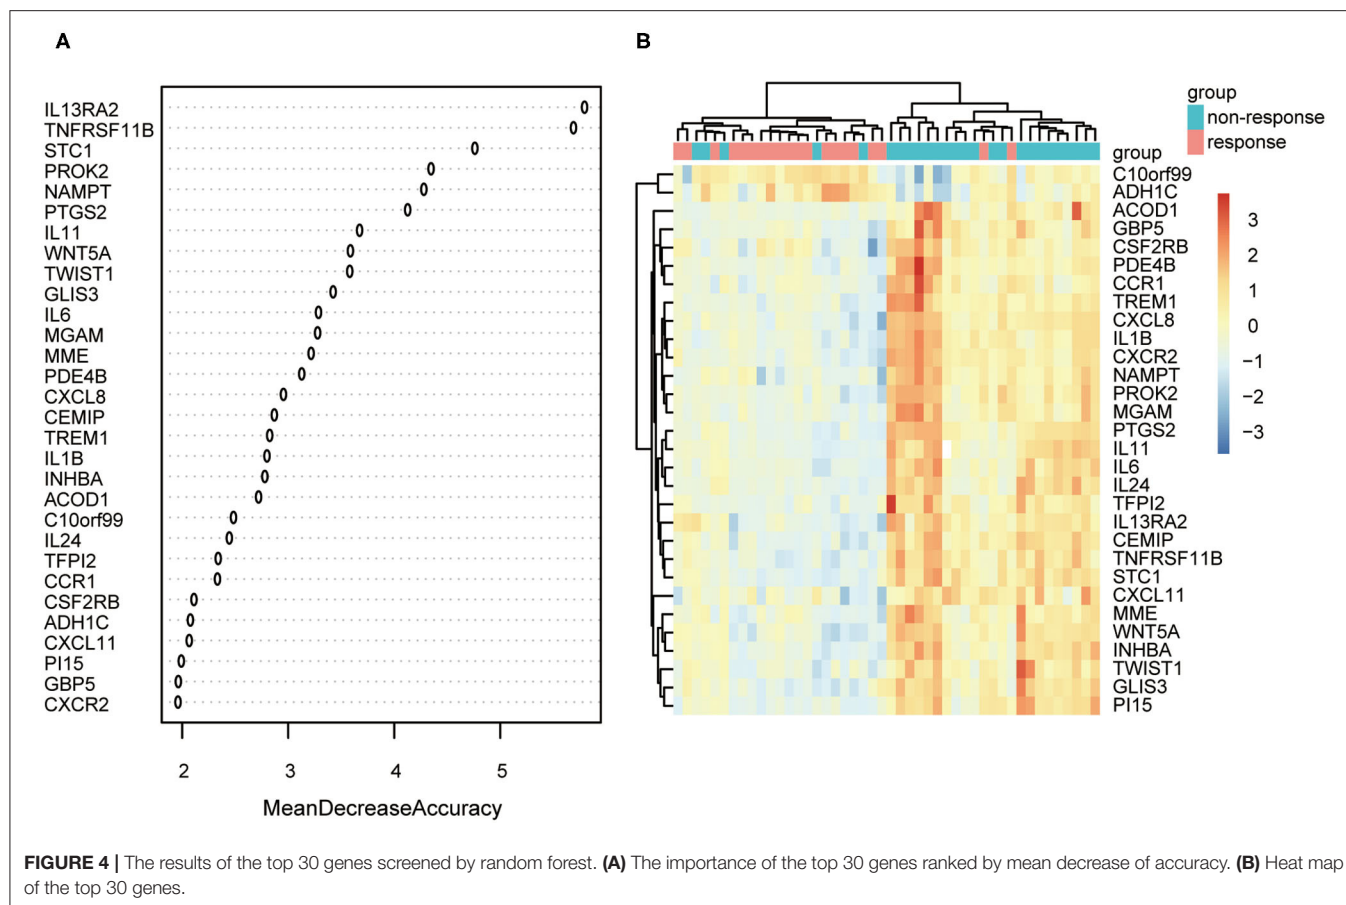 A
IL13RA2
TNFRSF11B
STC1
PROK2
NAMPT
PTGS2
IL11
WNT5A
TWIST1
GLIS3
IL6
MGAM
MME
PDE4B
CXCL8
CEMIP
TREM1
IL1B
INHBA
ACOD1
C10orf99
IL24
TFPI2
CCR1
CSF2RB
ADH1C
CXCL11
PI15
GBP5
CXCR2
2 3 4 5
MeanDecreaseAccuracy
B
group
non-response
response
group
C10orf99
ADH1C
ACOD1
GBP5
CSF2RB
PDE4B
CCR1
TREM1
CXCL8
IL1B
CXCR2
NAMPT
PROK2
MGAM
PTGS2
IL11
IL6
IL24
TFPI2
IL13RA2
CEMIP
TNFRSF11B
STC1
CXCL11
MME
WNT5A
INHBA
TWIST1
GLIS3
PI15
3
2
1
0
−1
−2
−3
FIGURE 4 | The results of the top 30 genes screened by random forest. (A) The importance of the top 30 genes ranked by mean decrease of accuracy. (B) Heat map
of the top 30 genes.